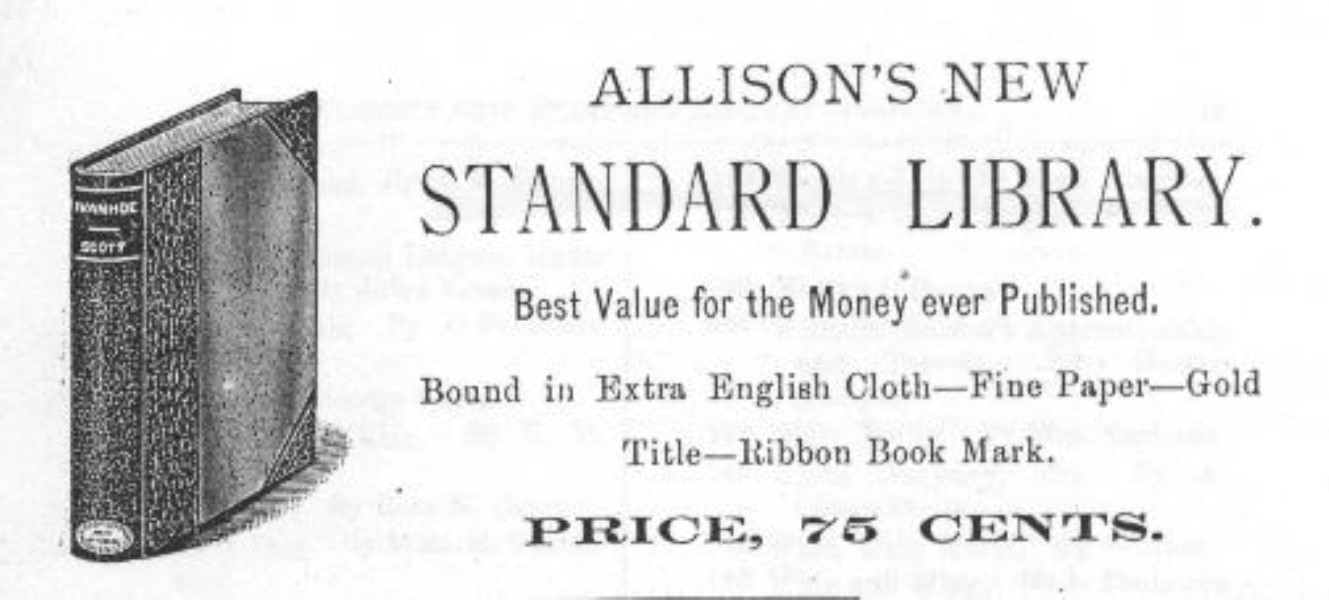 IVANHOE
SCOTT
ALLISON'S NEW
STANDARD LIBRARY.
Best Value for the Money ever Published.
Bound in Extra English Cloth—Fine Paper—Gold
Title—Ribbon Book Mark.
PRICE, 75 CENTS.